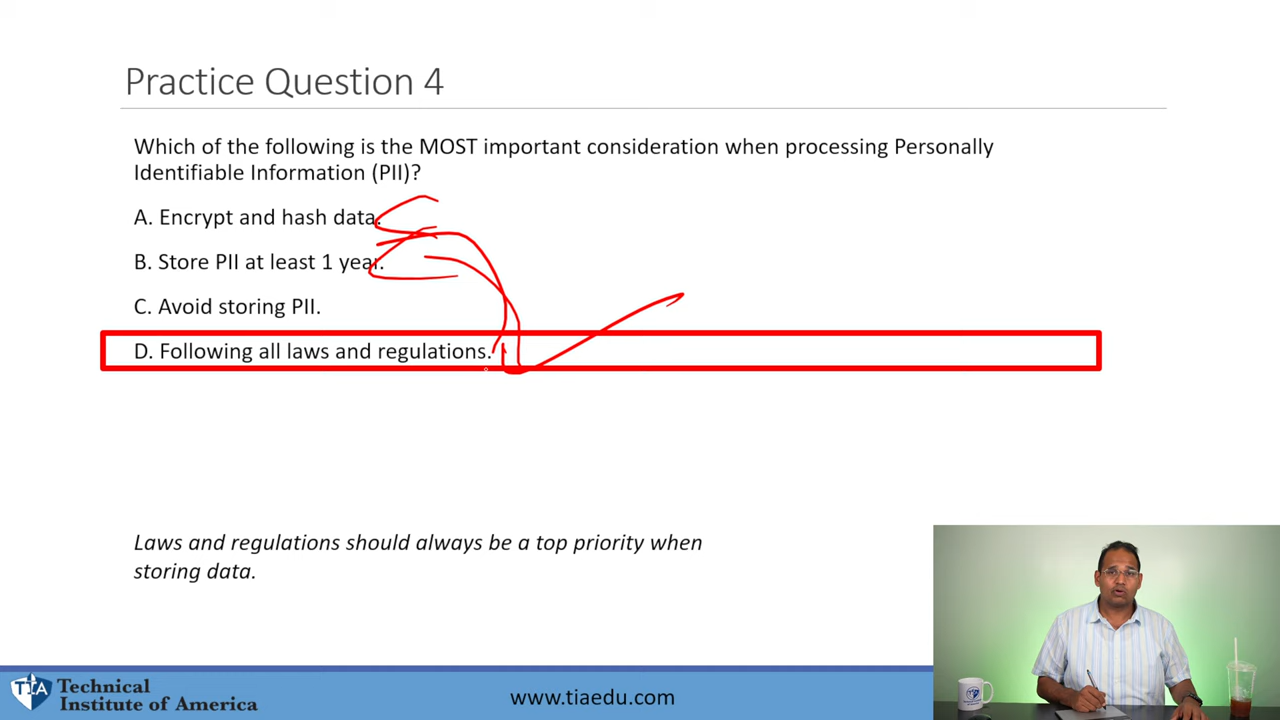 Practice Question 4
Which of the following is the MOST important consideration when processing Personally
Identifiable Information (PII)?
A. Encrypt and hash data.
B. Store PII at least 1 year.
C. Avoid storing PII.
D. Following all laws and regulations.
Laws and regulations should always be a top priority when
storing data.
TIA
Technical
Institute of America
www.tiaedu.com